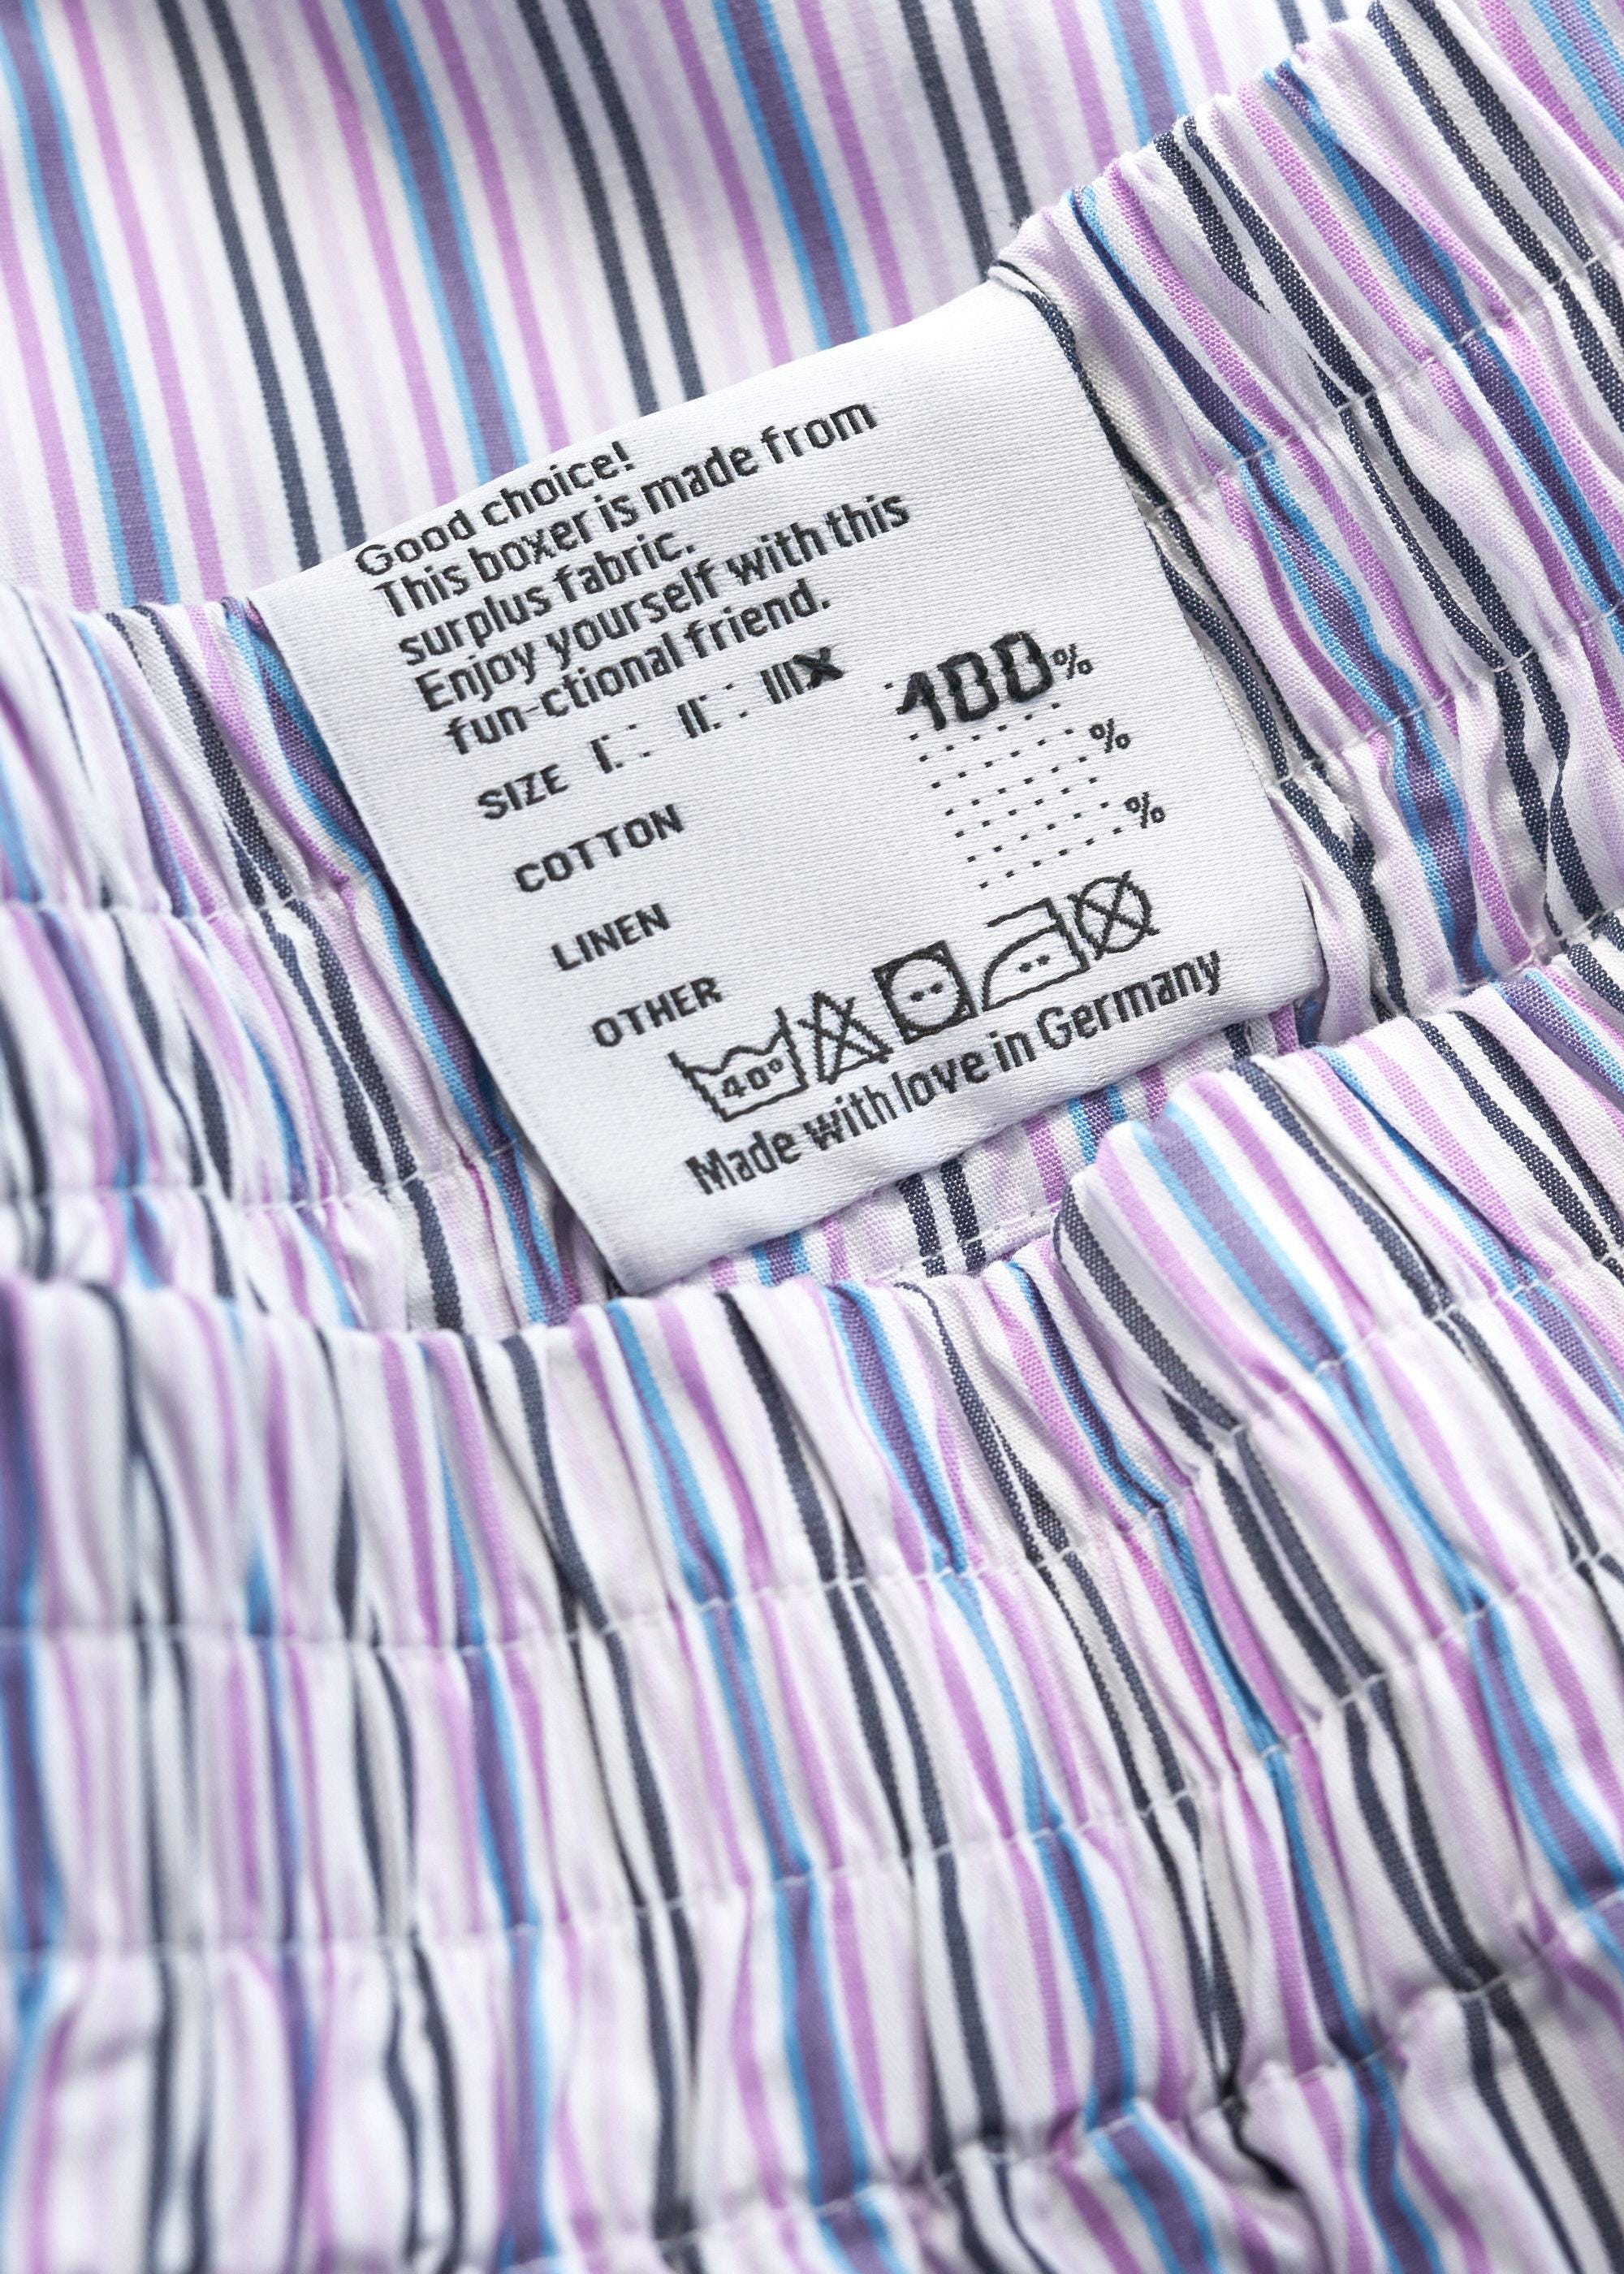 Good choice!
This boxer is made from
surplus fabric.
Enjoy yourself with this
fun-ctional friend.
SIZE I II III X
COTTON 100%
LINEN %
OTHER %
40°
Made with love in Germany